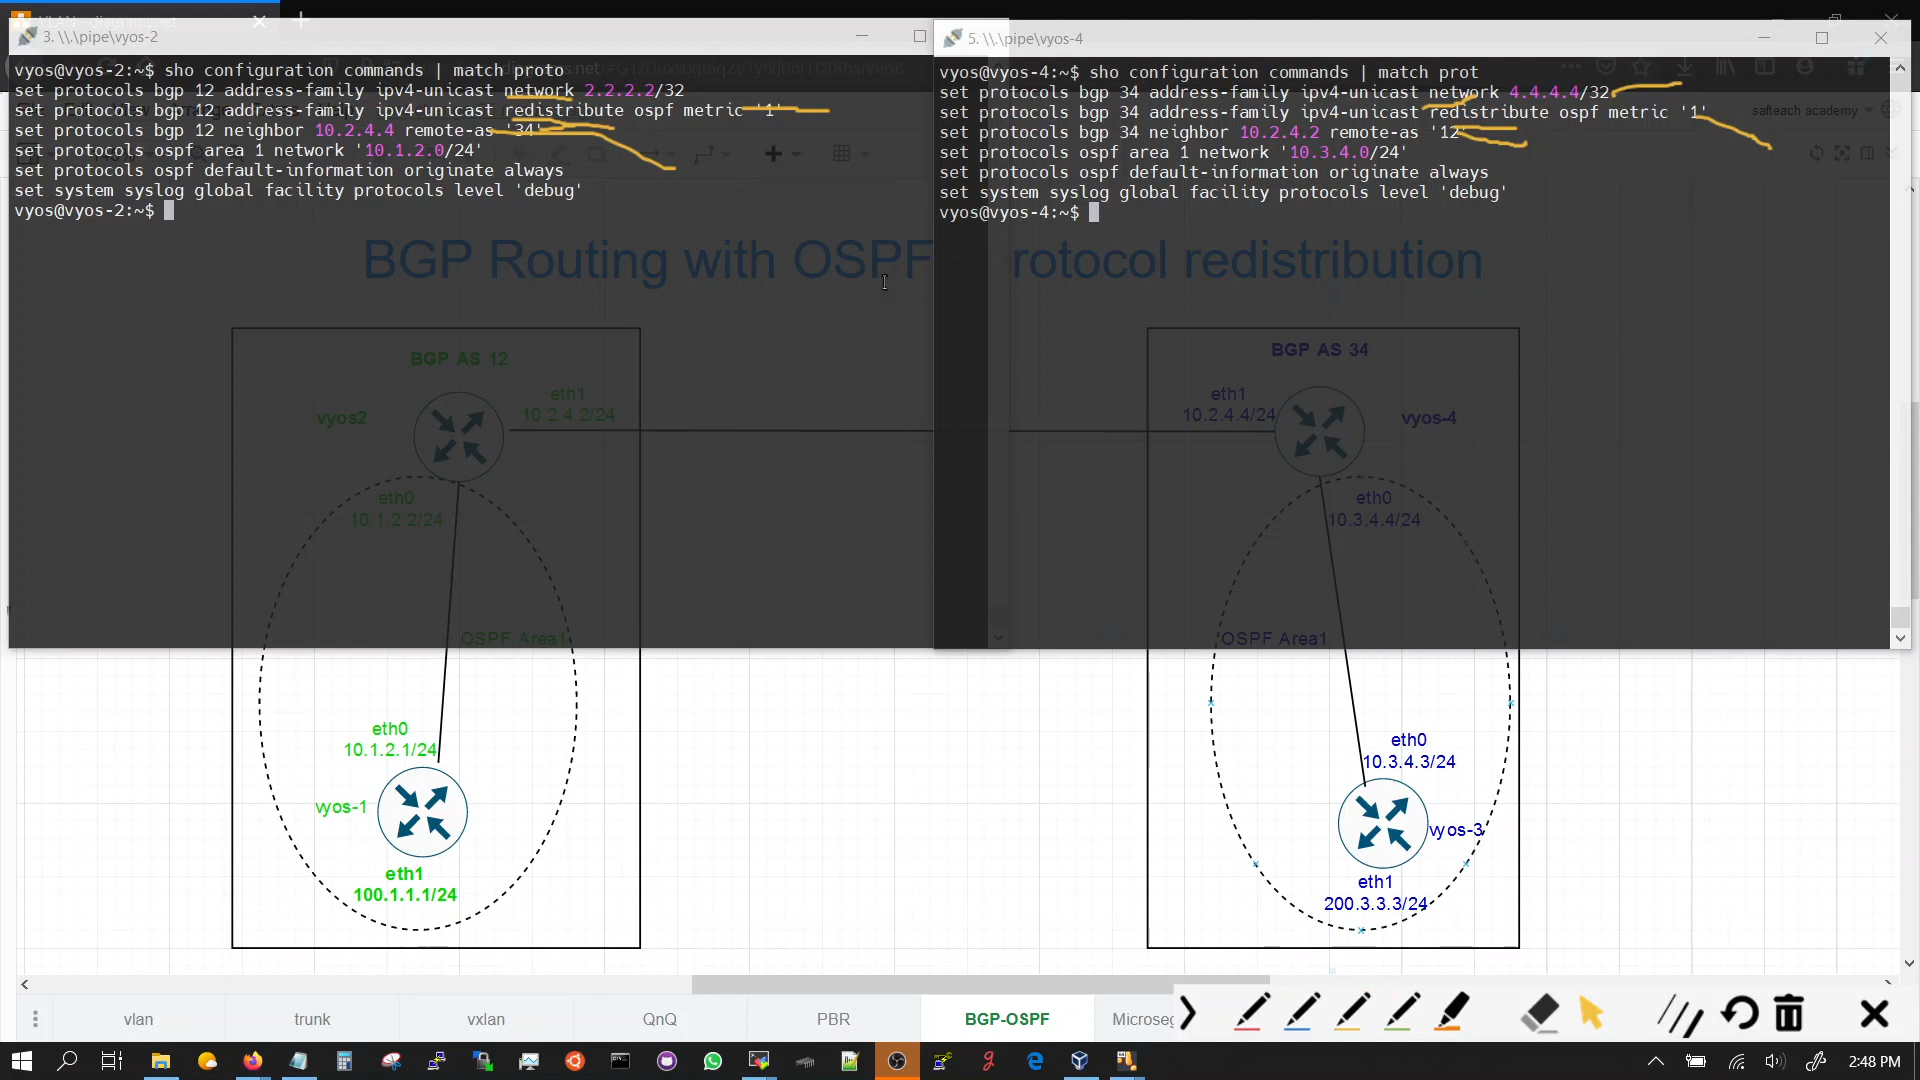 3. \\.\pipe\vyos-2
vyos@vyos-2:~$ sho configuration commands | match proto
set protocols bgp 12 address-family ipv4-unicast network 2.2.2.2/32
set protocols bgp 12 address-family ipv4-unicast redistribute ospf metric '1'
set protocols bgp 12 neighbor 10.2.4.4 remote-as '34'
set protocols ospf area 1 network '10.1.2.0/24'
set protocols ospf default-information originate always
set system syslog global facility protocols level 'debug'
vyos@vyos-2:~$
5. \\.\pipe\vyos-4
vyos@vyos-4:~$ sho configuration commands | match prot
set protocols bgp 34 address-family ipv4-unicast network 4.4.4.4/32
set protocols bgp 34 address-family ipv4-unicast redistribute ospf metric '1'
set protocols bgp 34 neighbor 10.2.4.2 remote-as '12'
set protocols ospf area 1 network '10.3.4.0/24'
set protocols ospf default-information originate always
set system syslog global facility protocols level 'debug'
vyos@vyos-4:~$
safteach academy
BGP Routing with OSPF rotocol redistribution
BGP AS 12
vyos2
eth1
10.2.4.2/24
eth0
10.1.2.2/24
OSPF Area1
eth0
10.1.2.1/24
vyos-1
eth1
100.1.1.1/24
BGP AS 34
eth1
10.2.4.4/24
vyos-4
eth0
10.3.4.4/24
OSPF Area1
eth0
10.3.4.3/24
vyos-3
eth1
200.3.3.3/24
vlan
trunk
vxlan
QnQ
PBR
BGP-OSPF
Microseg
2:48 PM